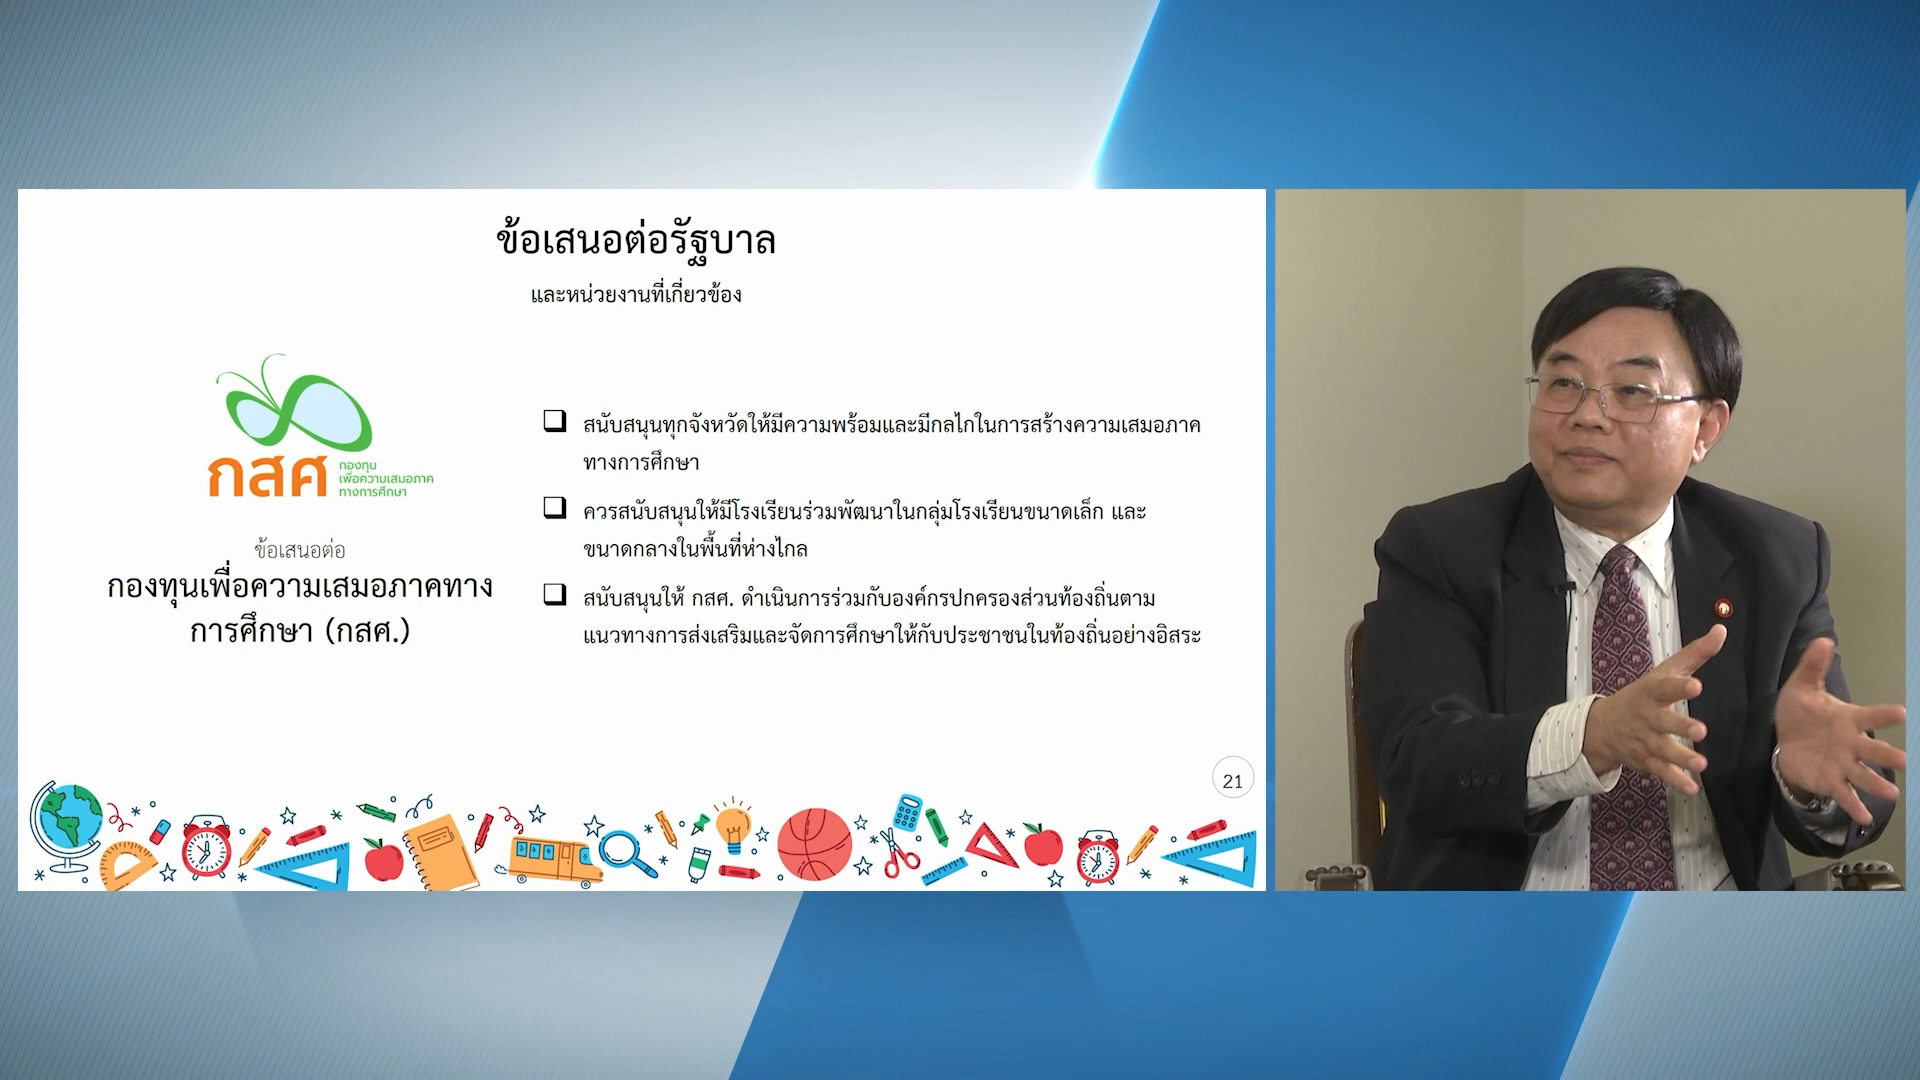 ข้อเสนอต่อรัฐบาล
และหน่วยงานที่เกี่ยวข้อง
กสศ
กองทุน
เพื่อความเสมอภาค
ทางการศึกษา
ข้อเสนอต่อ
กองทุนเพื่อความเสมอภาคทาง
การศึกษา (กสศ.)
❑ สนับสนุนทุกจังหวัดให้มีความพร้อมและมีกลไกในการสร้างความเสมอภาค
ทางการศึกษา
❑ ควรสนับสนุนให้มีโรงเรียนร่วมพัฒนาในกลุ่มโรงเรียนขนาดเล็ก และ
ขนาดกลางในพื้นที่ห่างไกล
❑ สนับสนุนให้ กสศ. ดำเนินการร่วมกับองค์กรปกครองส่วนท้องถิ่นตาม
แนวทางการส่งเสริมและจัดการศึกษาให้กับประชาชนในท้องถิ่นอย่างอิสระ
21